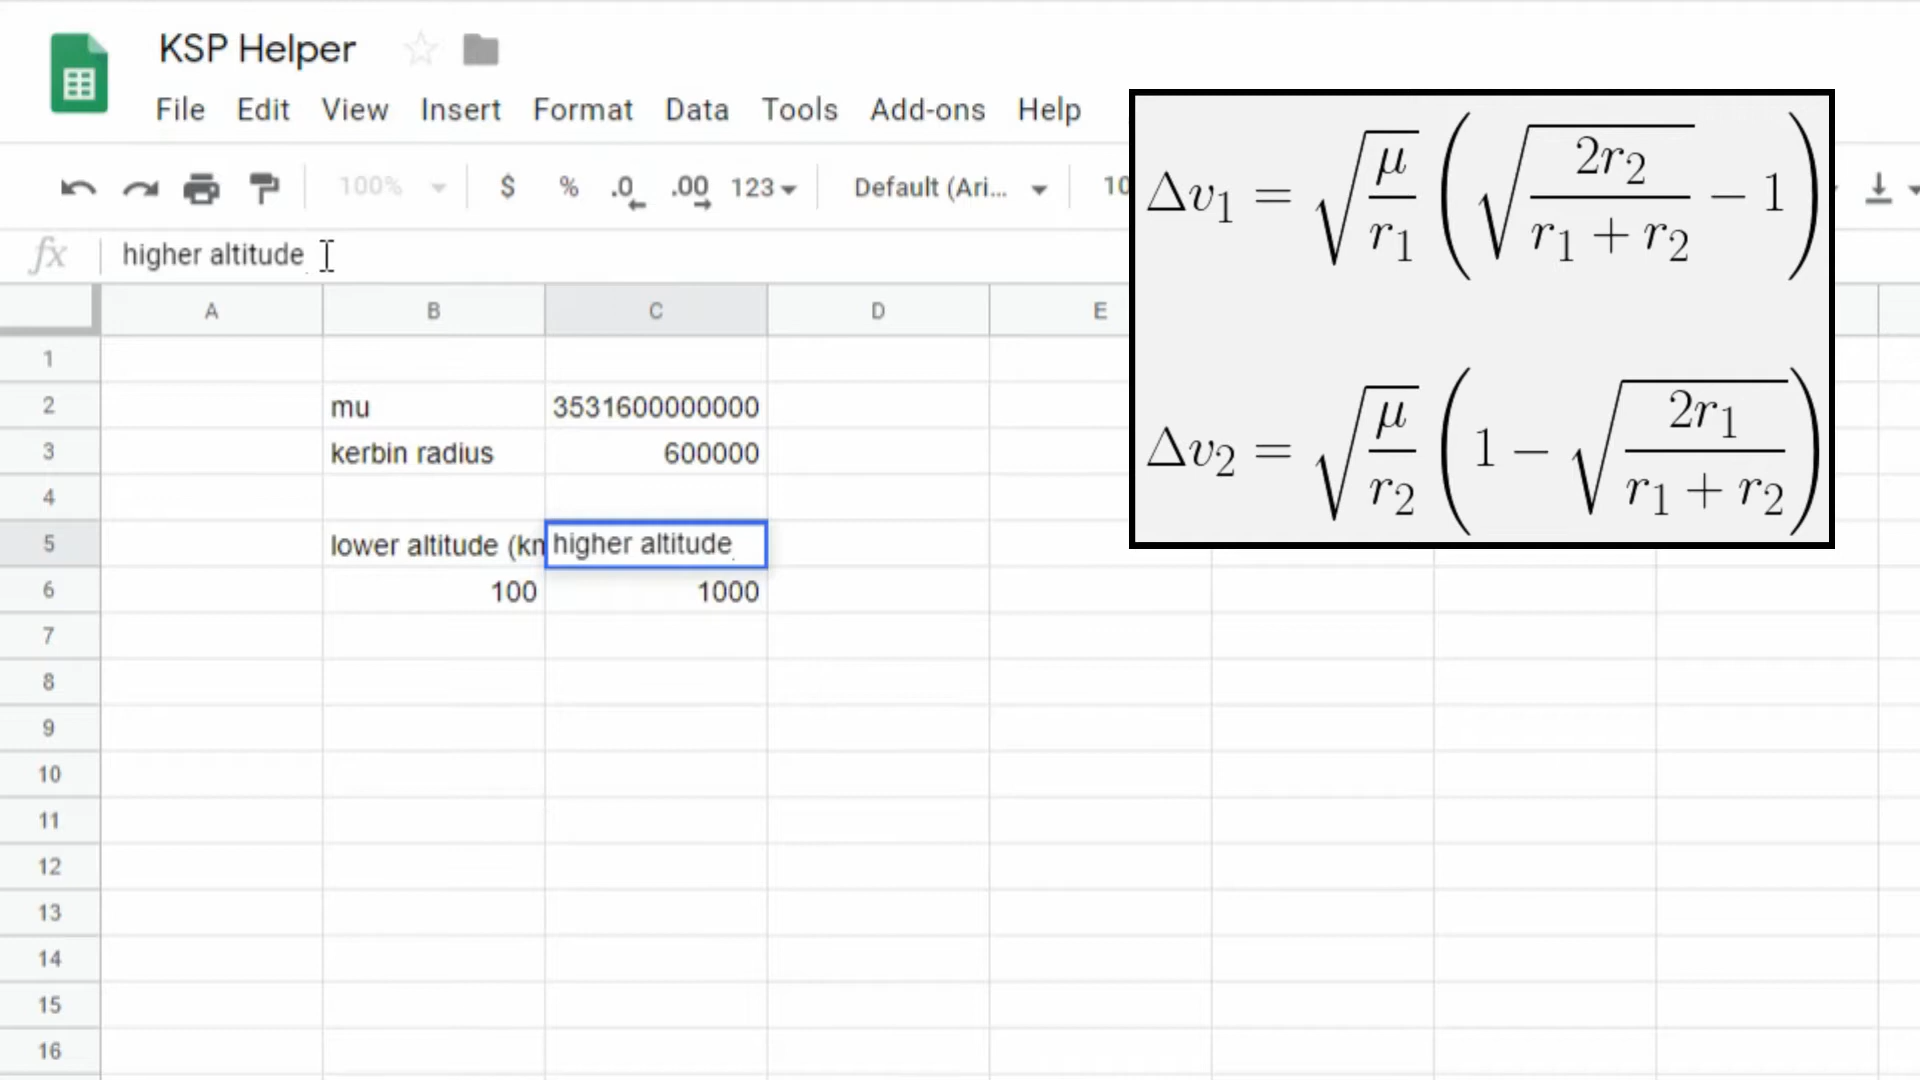 KSP Helper
File Edit View Insert Format Data Tools Add-ons Help
100% $ % .0 .00 123 Default (Ari... 10
fx higher altitude
A B C D E
1
2 mu 3531600000000
3 kerbin radius 600000
4
5 lower altitude (km higher altitude
6 100 1000
7
8
9
10
11
12
13
14
15
16
Δv₁ = √(μ/r₁) (√(2r₂/(r₁ + r₂)) − 1)
Δv₂ = √(μ/r₂) (1 − √(2r₁/(r₁ + r₂)))